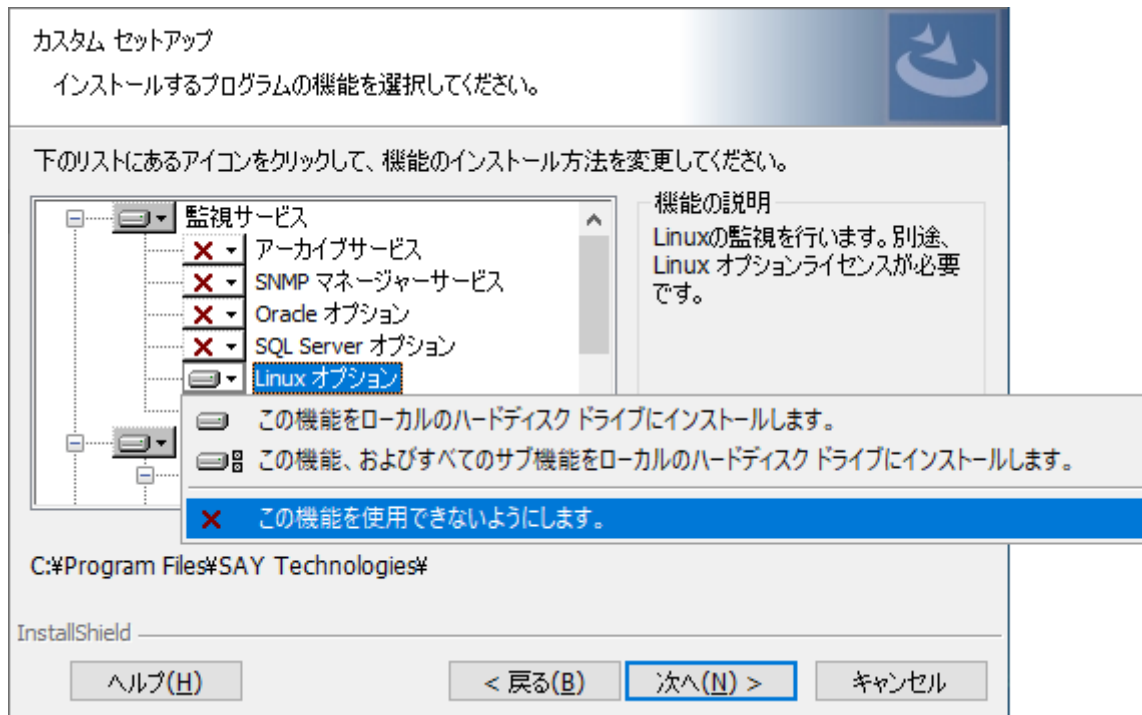 カスタム セットアップ
インストールするプログラムの機能を選択してください。
下のリストにあるアイコンをクリックして、機能のインストール方法を変更してください。
監視サービス
アーカイブサービス
SNMP マネージャーサービス
Oracle オプション
SQL Server オプション
Linux オプション
機能の説明
Linuxの監視を行います。別途、
Linux オプションライセンスが必要
です。
この機能をローカルのハードディスク ドライブにインストールします。
この機能、およびすべてのサブ機能をローカルのハードディスク ドライブにインストールします。
この機能を使用できないようにします。
C:¥Program Files¥SAY Technologies¥
InstallShield
ヘルプ(H)
< 戻る(B)
次へ(N) >
キャンセル